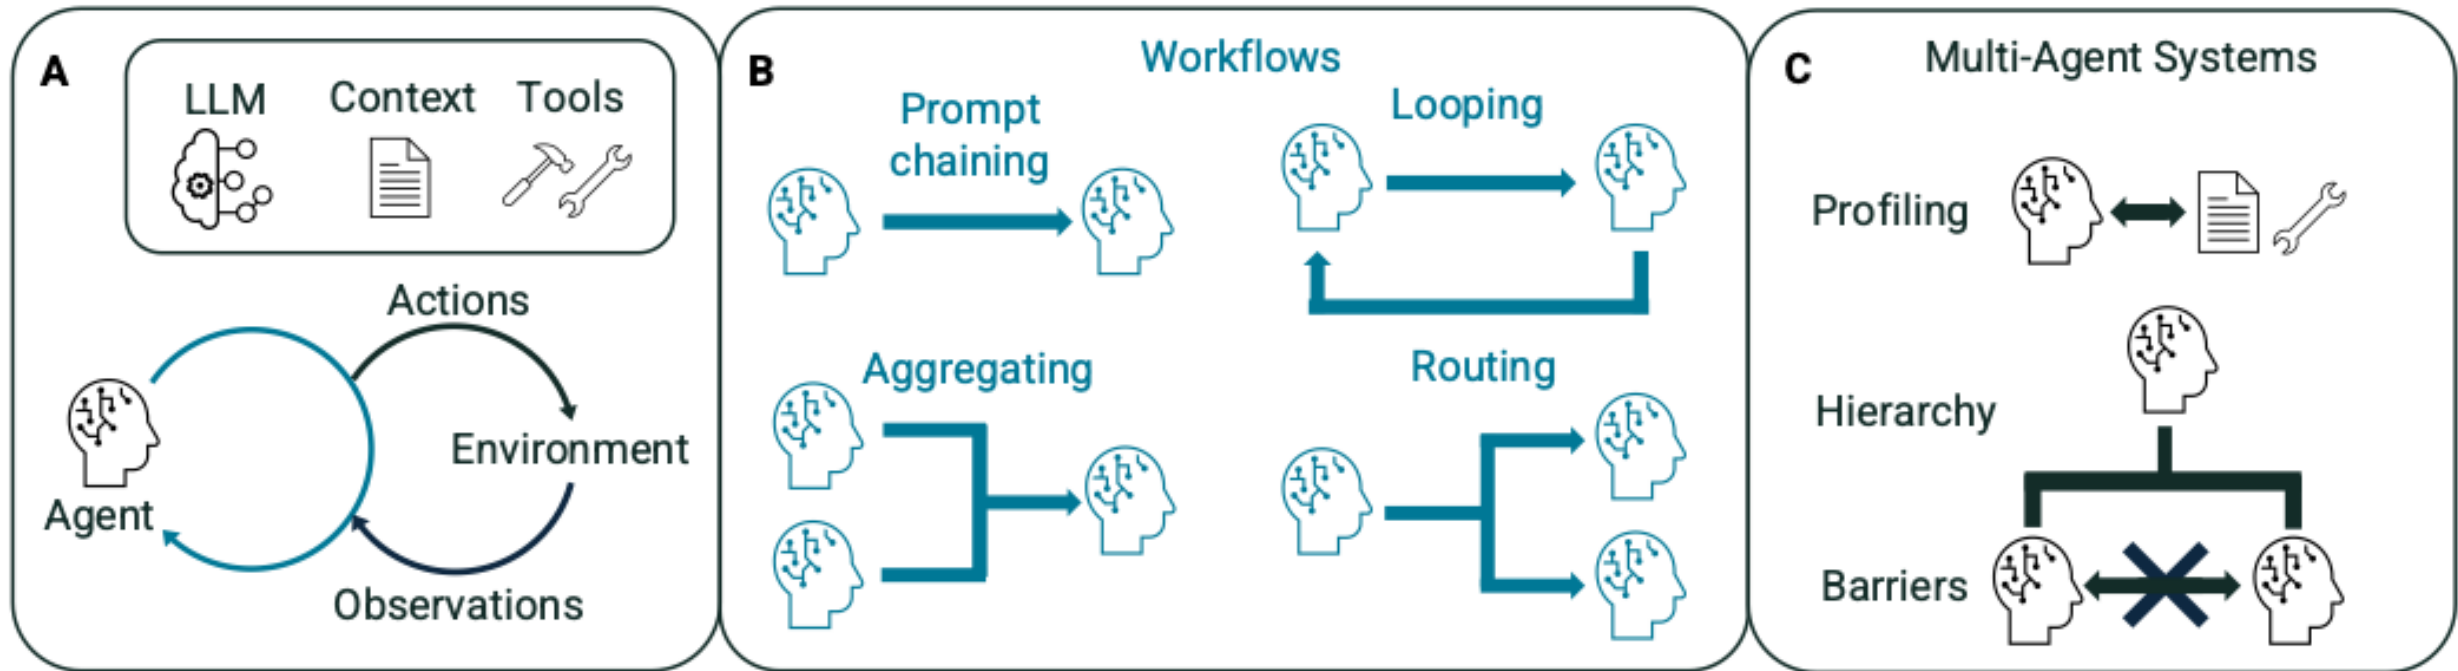 A
LLM
Context
Tools
Actions
Environment
Agent
Observations
B
Workflows
Prompt
chaining
Looping
Aggregating
Routing
C
Multi-Agent Systems
Profiling
Hierarchy
Barriers